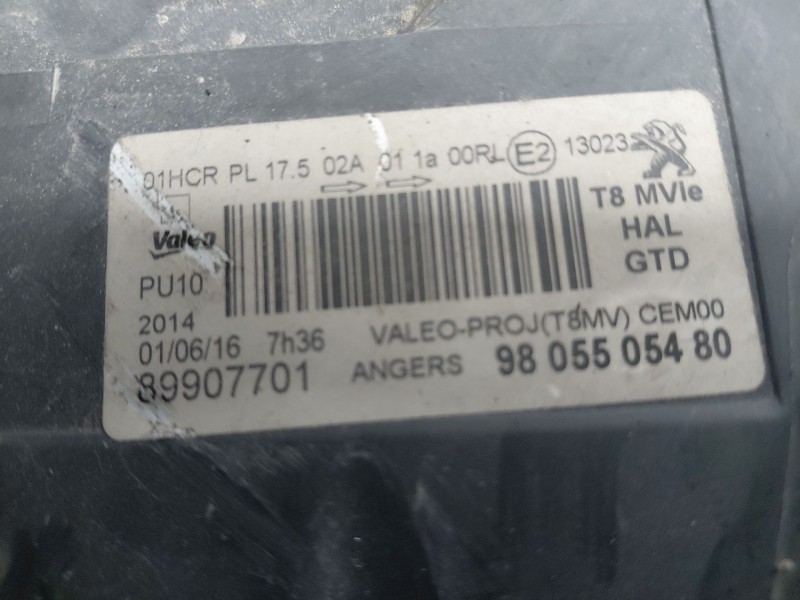 01HCR PL 17.5 02A 01 1a 00RL E2 13023
Valeo
T8 MVie
HAL
GTD
PU10
2014
01/06/16 7h36 VALEO-PROJ(T8MV) CEM00
89907701 ANGERS 98 055 054 80